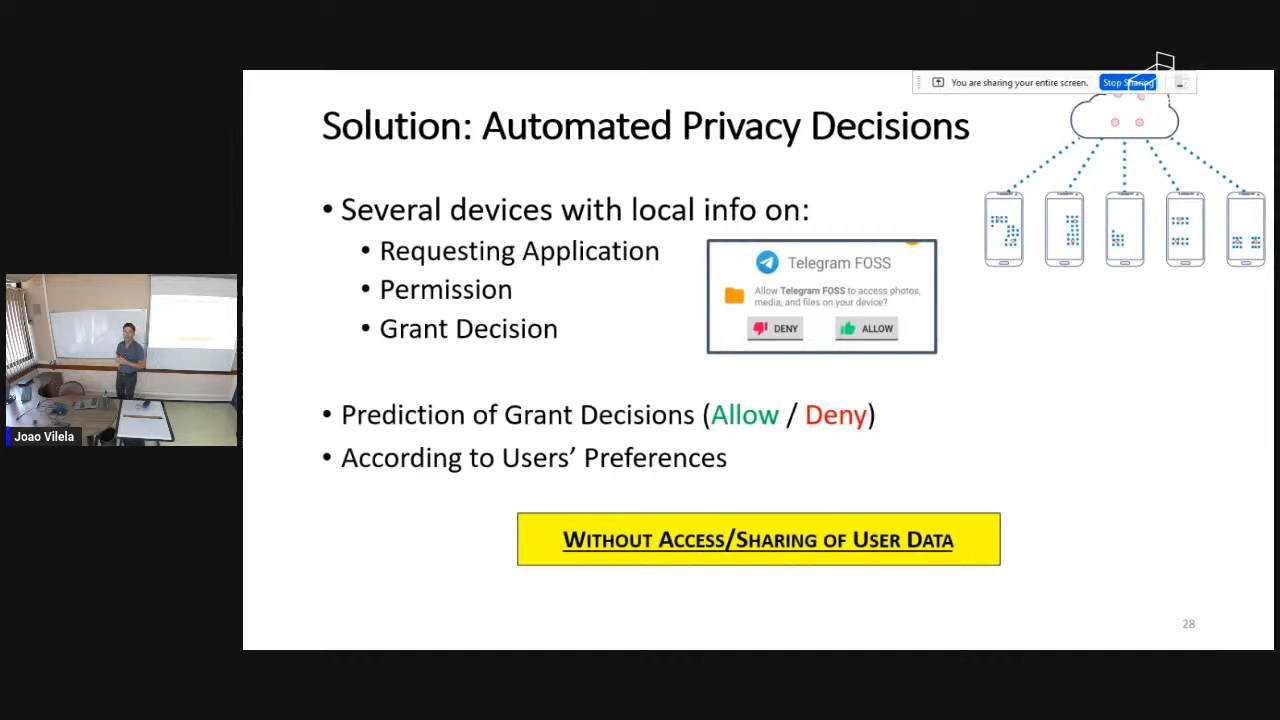 You are sharing your entire screen.
Stop Sharing
Solution: Automated Privacy Decisions
• Several devices with local info on:
• Requesting Application
• Permission
• Grant Decision
Telegram FOSS
Allow Telegram FOSS to access photos,
media, and files on your device?
DENY
ALLOW
• Prediction of Grant Decisions (Allow / Deny)
• According to Users' Preferences
WITHOUT ACCESS/SHARING OF USER DATA
28
Joao Vilela